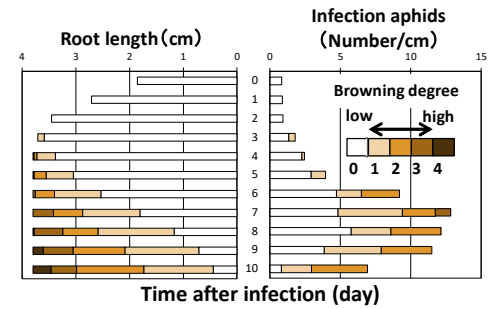 Root length（cm）
Infection aphids
（Number/cm）
4 3 2 1 0
0 5 10 15
0
1
2
3
4
5
6
7
8
9
10
Browning degree
low high
0 1 2 3 4
Time after infection (day)